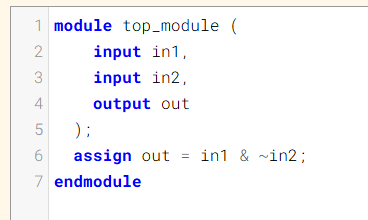 1 module top_module (
2     input in1,
3     input in2,
4     output out
5   );
6   assign out = in1 & ~in2;
7 endmodule